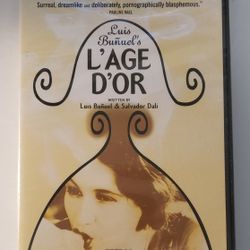 "Surreal, dreamlike and deliberately, pornographically blasphemous."
PAULINE KAEL
Luis
Buñuel's
L'AGE
D'OR
WRITTEN BY
Luis Buñuel & Salvador Dalí